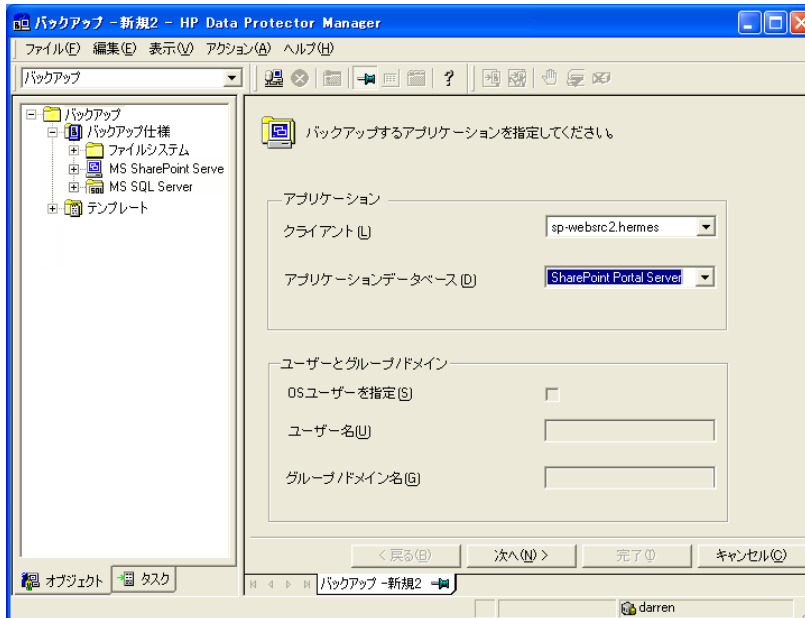 バックアップ -新規2 - HP Data Protector Manager
ファイル(F) 編集(E) 表示(V) アクション(A) ヘルプ(H)
バックアップ
バックアップ
バックアップ仕様
ファイルシステム
MS SharePoint Serve
MS SQL Server
テンプレート
バックアップするアプリケーションを指定してください。
アプリケーション
クライアント(L)
sp-websrc2.hermes
アプリケーションデータベース(D)
SharePoint Portal Server
ユーザーとグループ/ドメイン
OSユーザーを指定(S)
ユーザー名(U)
グループ/ドメイン名(G)
< 戻る(B)
次へ(N) >
完了(I)
キャンセル(C)
オブジェクト
タスク
バックアップ -新規2
darren